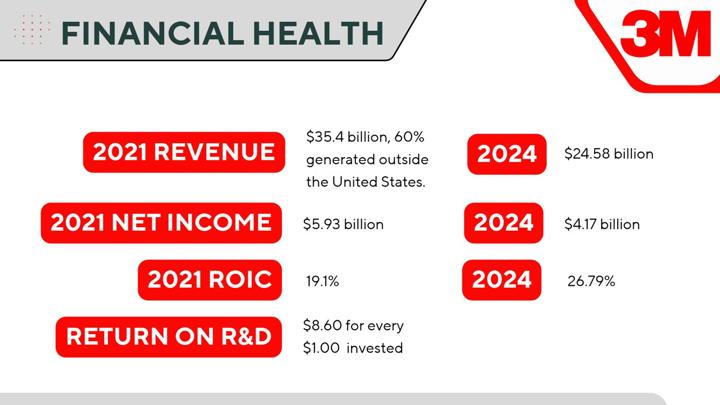 FINANCIAL HEALTH
3M
2021 REVENUE
$35.4 billion, 60%
generated outside
the United States.
2024
$24.58 billion
2021 NET INCOME
$5.93 billion
2024
$4.17 billion
2021 ROIC
19.1%
2024
26.79%
RETURN ON R&D
$8.60 for every
$1.00 invested